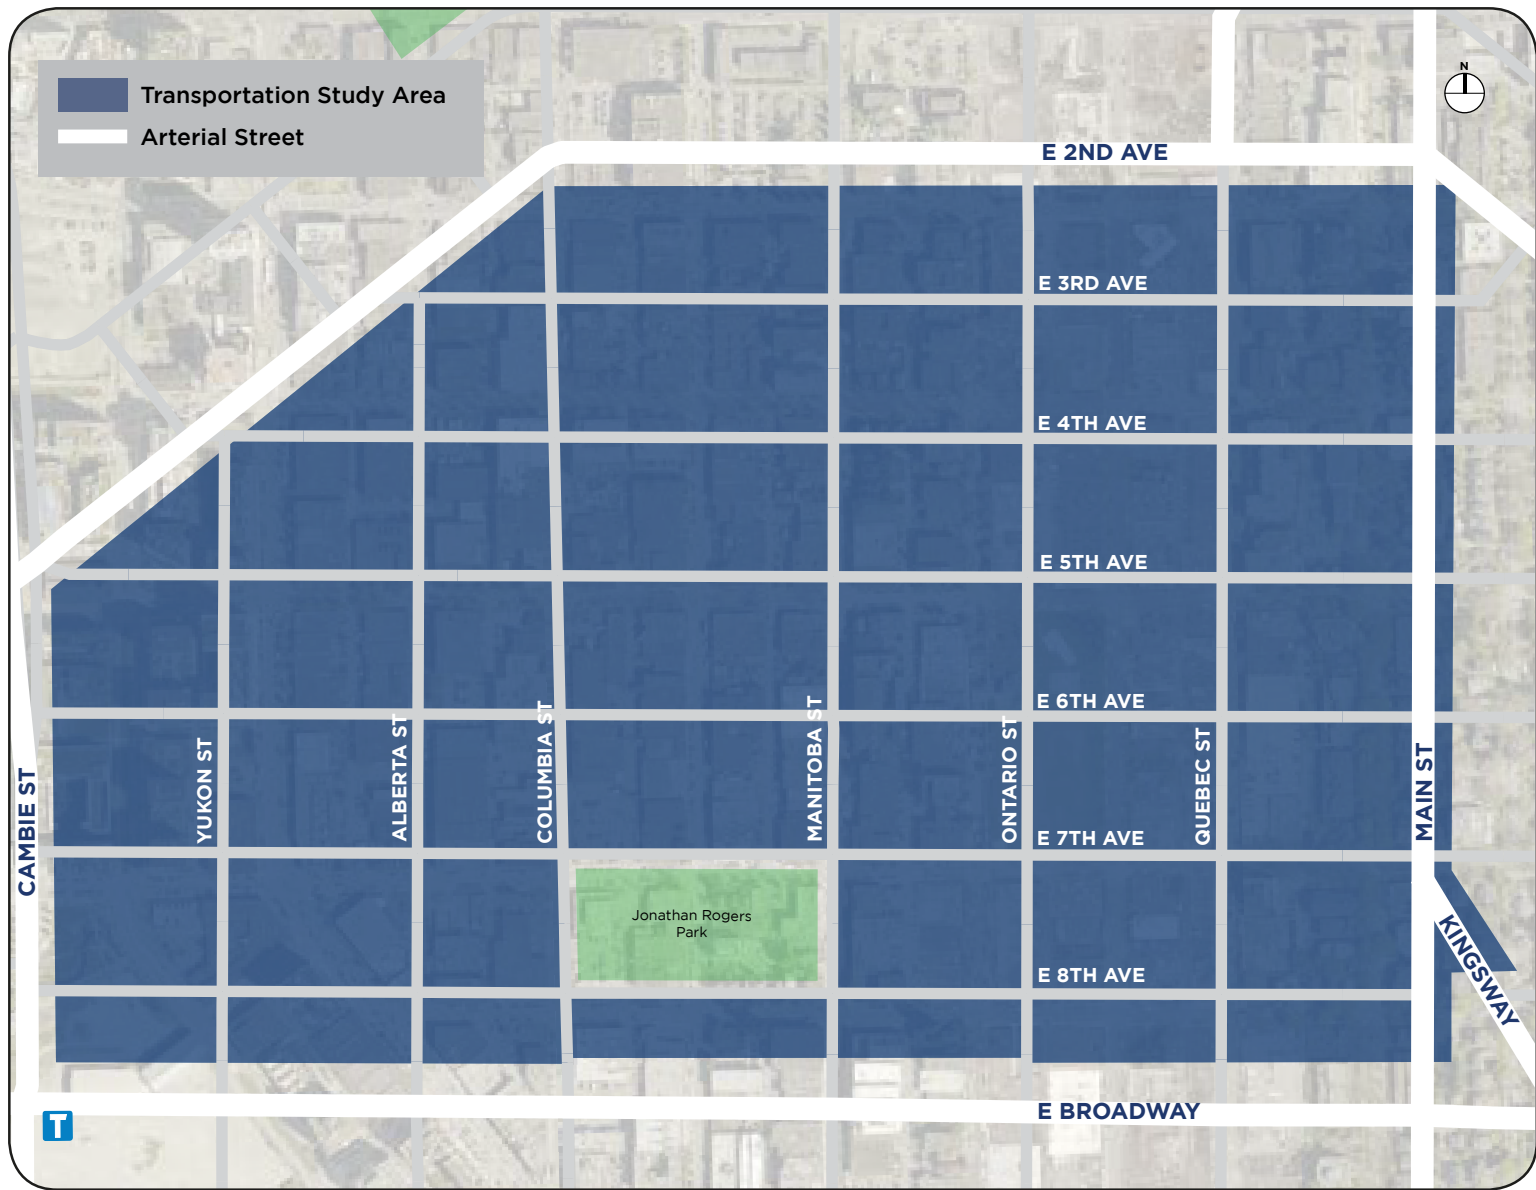 N
Transportation Study Area
Arterial Street
E 2ND AVE
E 3RD AVE
E 4TH AVE
E 5TH AVE
E 6TH AVE
CAMBIE ST
YUKON ST
ALBERTA ST
COLUMBIA ST
MANITOBA ST
ONTARIO ST
QUEBEC ST
MAIN ST
E 7TH AVE
Jonathan Rogers
Park
KINGSWAY
E 8TH AVE
E BROADWAY
T